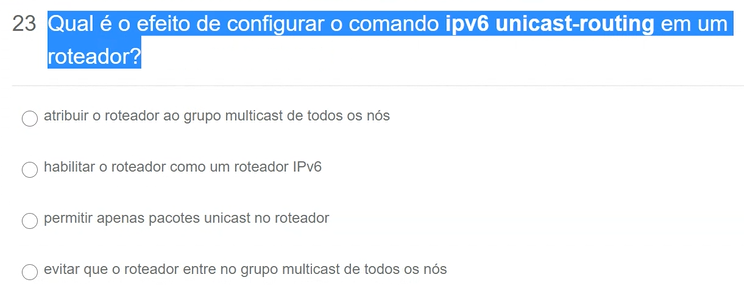 23 Qual é o efeito de configurar o comando ipv6 unicast-routing em um
roteador?
atribuir o roteador ao grupo multicast de todos os nós
habilitar o roteador como um roteador IPv6
permitir apenas pacotes unicast no roteador
evitar que o roteador entre no grupo multicast de todos os nós